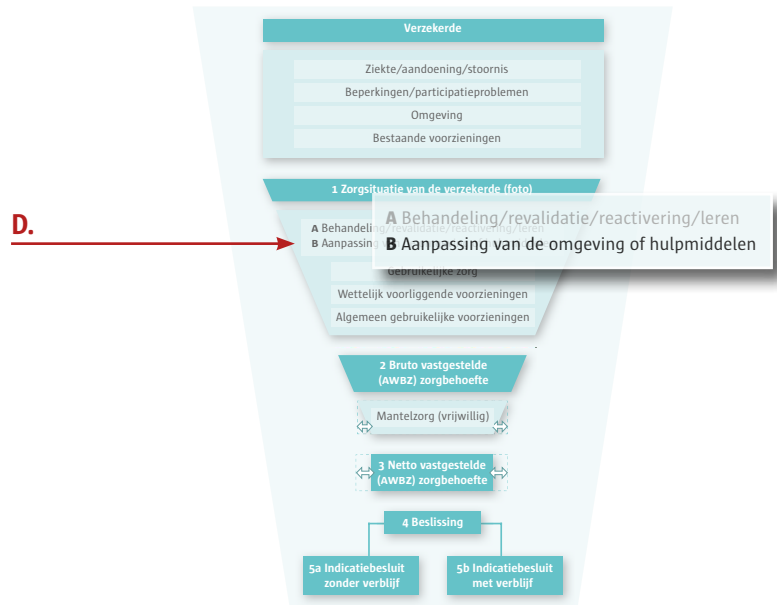 Verzekerde
Ziekte/aandoening/stoornis
Beperkingen/participatieproblemen
Omgeving
Bestaande voorzieningen
1 Zorgsituatie van de verzekerde (foto)
D.
A Behandeling/revalidatie/reactivering/leren
B Aanpassing
A Behandeling/revalidatie/reactivering/leren
B Aanpassing van de omgeving of hulpmiddelen
Gebruikelijke zorg
Wettelijk voorliggende voorzieningen
Algemeen gebruikelijke voorzieningen
2 Bruto vastgestelde
(AWBZ) zorgbehoefte
Mantelzorg (vrijwillig)
3 Netto vastgestelde
(AWBZ) zorgbehoefte
4 Beslissing
5a Indicatiebesluit
zonder verblijf
5b Indicatiebesluit
met verblijf